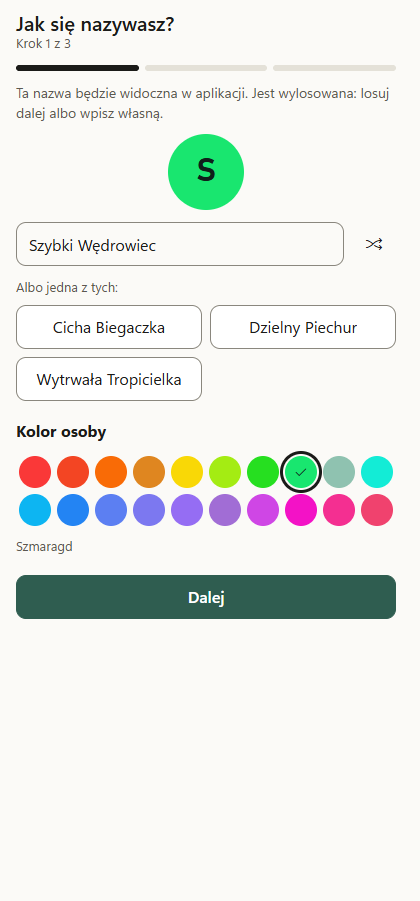 Jak się nazywasz?
Krok 1 z 3
Ta nazwa będzie widoczna w aplikacji. Jest wylosowana: losuj
dalej albo wpisz własną.
S
Szybki Wędrowiec
Albo jedna z tych:
Cicha Biegaczka
Dzielny Piechur
Wytrwała Tropicielka
Kolor osoby
Szmaragd
Dalej